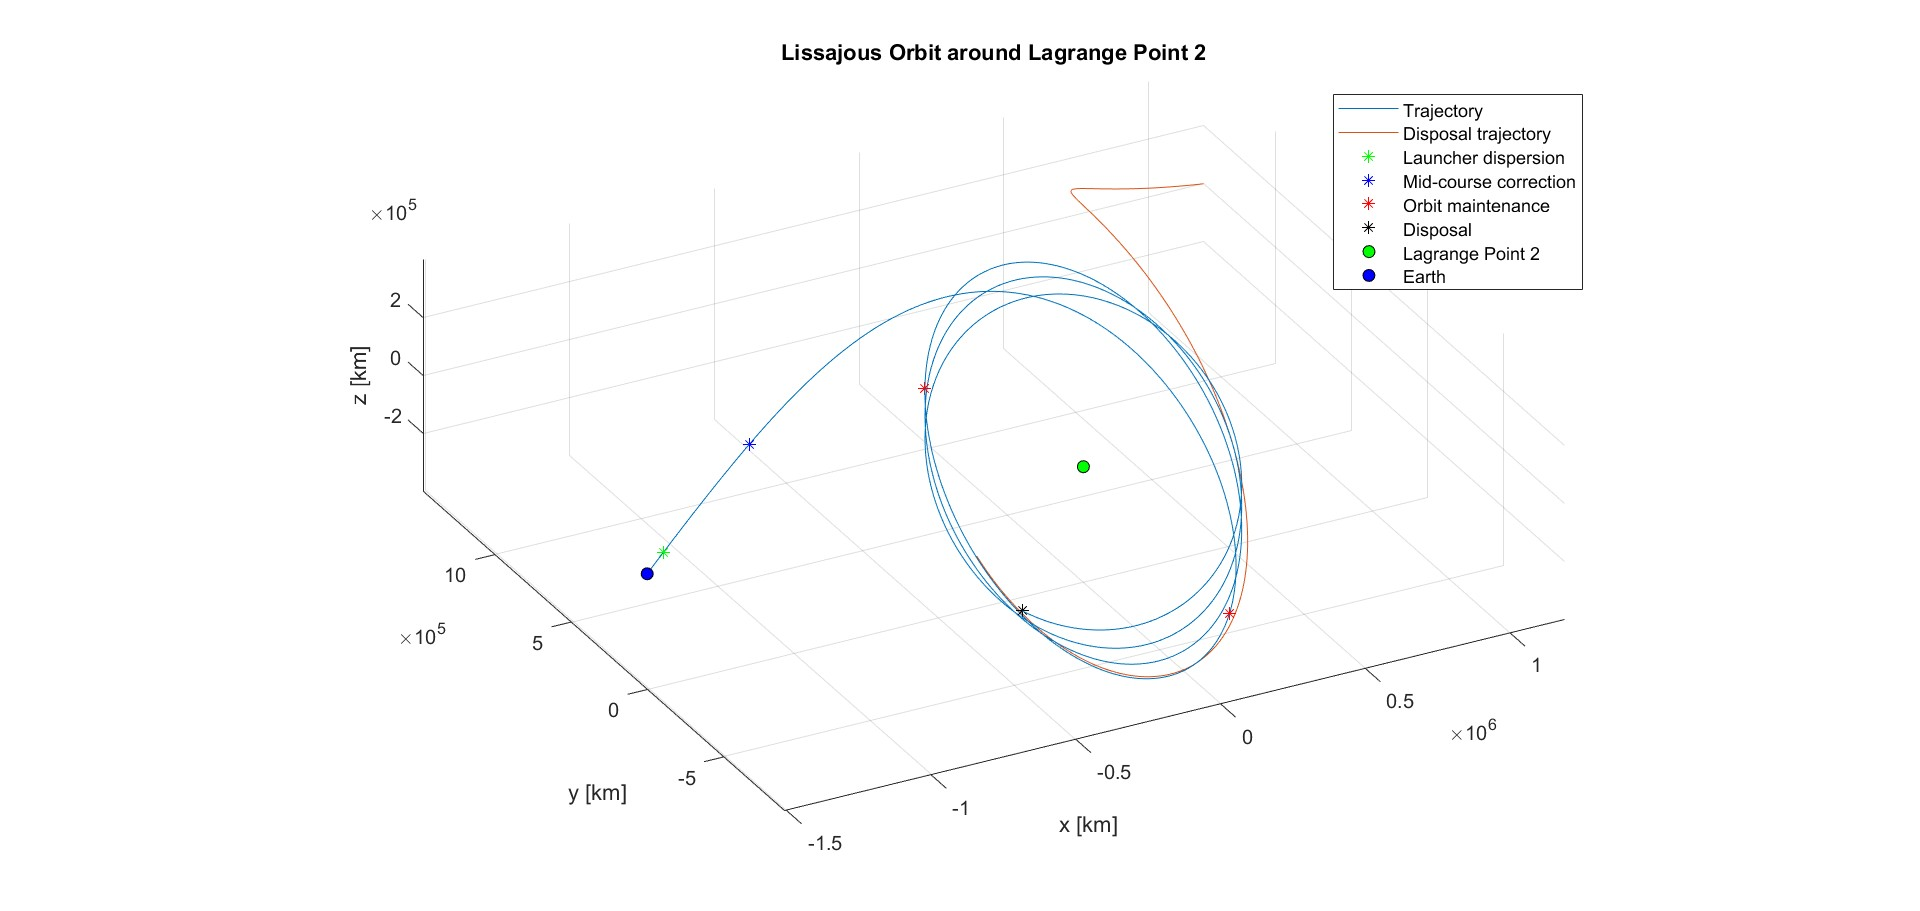 Lissajous Orbit around Lagrange Point 2
Trajectory
Disposal trajectory
Launcher dispersion
Mid-course correction
Orbit maintenance
Disposal
Lagrange Point 2
Earth
×10^5
2
0
-2
z [km]
10
5
0
-5
×10^5
y [km]
-1.5
-1
-0.5
0
0.5
1
×10^6
x [km]